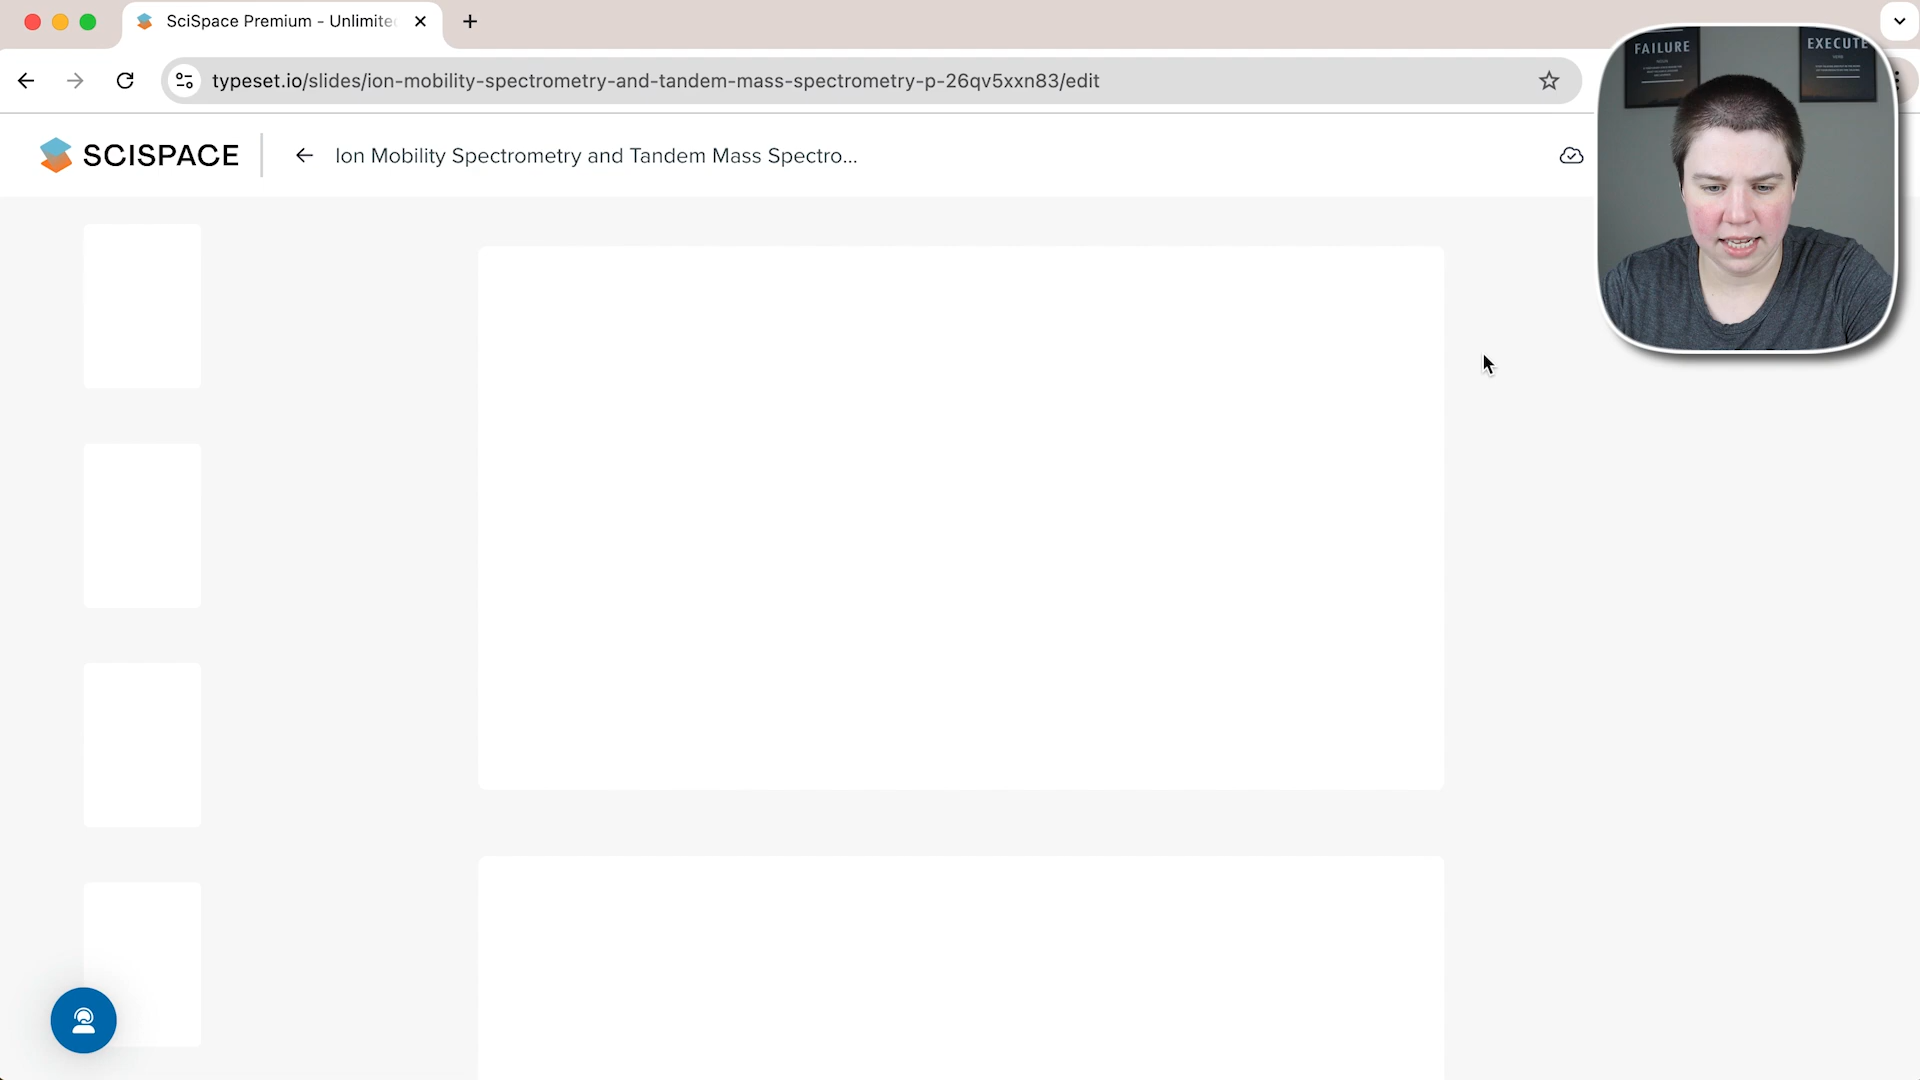 SciSpace Premium - Unlimite
typeset.io/slides/ion-mobility-spectrometry-and-tandem-mass-spectrometry-p-26qv5xxn83/edit
SCISPACE
Ion Mobility Spectrometry and Tandem Mass Spectro...
FAILURE
EXECUTE